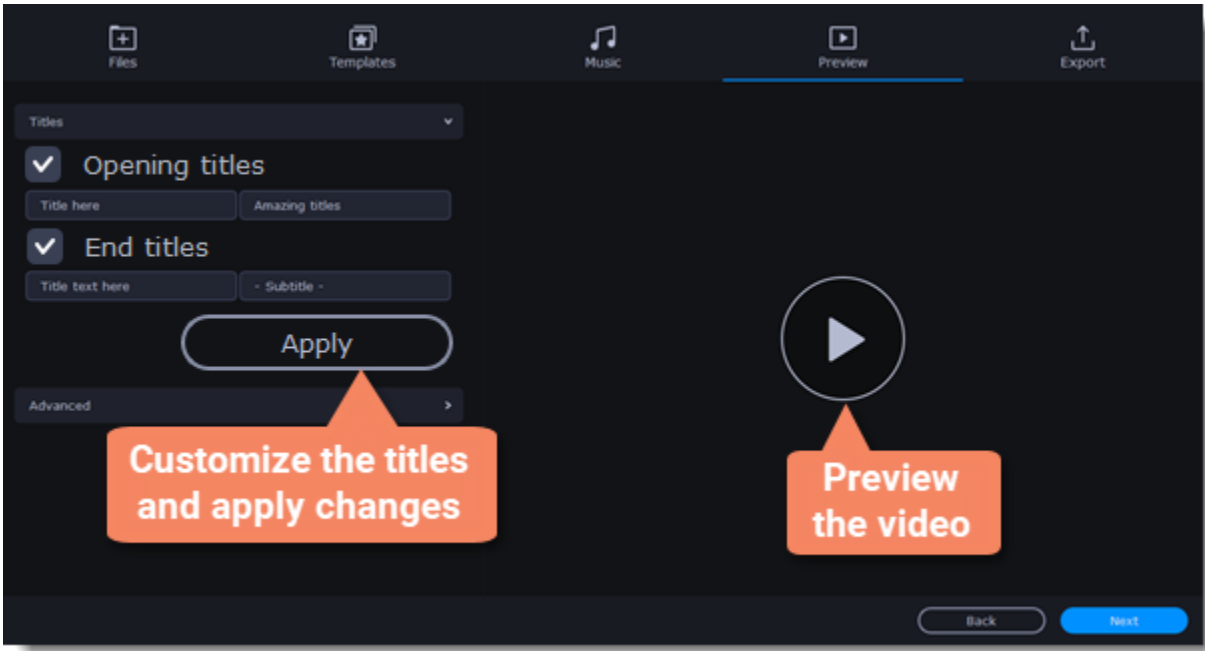 Files
Templates
Music
Preview
Export
Titles
Opening titles
Title here
Amazing titles
End titles
Title text here
- Subtitle -
Apply
Advanced
Customize the titles
and apply changes
Preview
the video
Back
Next